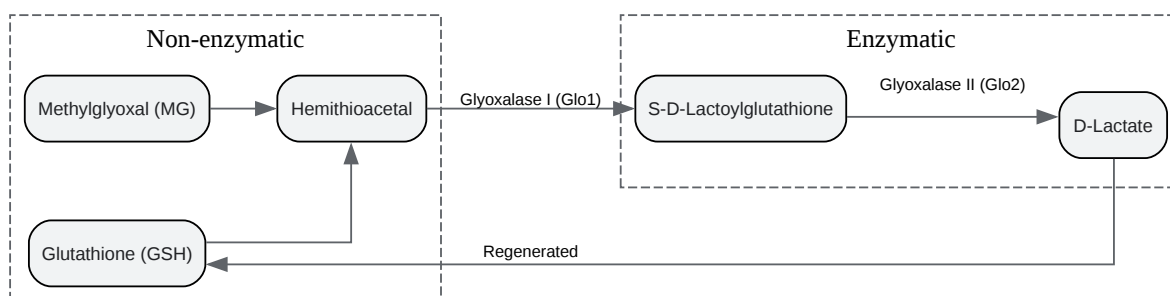 Non-enzymatic
Enzymatic
Methylglyoxal (MG)
Hemithioacetal
Glyoxalase I (Glo1)
S-D-Lactoylglutathione
Glyoxalase II (Glo2)
D-Lactate
Glutathione (GSH)
Regenerated